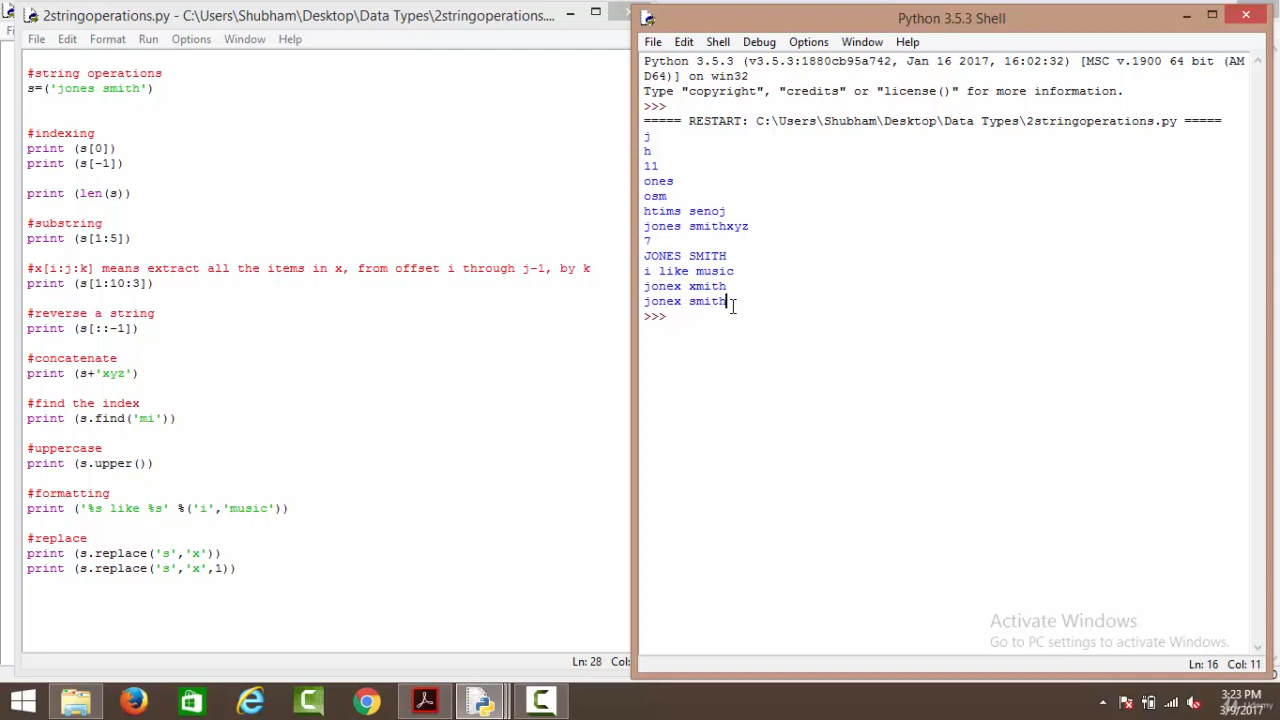 2stringoperations.py - C:\Users\Shubham\Desktop\Data Types\2stringoperations....
File Edit Format Run Options Window Help
#string operations
s=('jones smith')
#indexing
print (s[0])
print (s[-1])
print (len(s))
#substring
print (s[1:5])
#x[i:j:k] means extract all the items in x, from offset i through j-1, by k
print (s[1:10:3])
#reverse a string
print (s[::-1])
#concatenate
print (s+'xyz')
#find the index
print (s.find('mi'))
#uppercase
print (s.upper())
#formatting
print ('%s like %s' %('i','music'))
#replace
print (s.replace('s','x'))
print (s.replace('s','x',1))
Ln: 28 Col:
Python 3.5.3 Shell
File Edit Shell Debug Options Window Help
Python 3.5.3 (v3.5.3:1880cb95a742, Jan 16 2017, 16:02:32) [MSC v.1900 64 bit (AM
D64)] on win32
Type "copyright", "credits" or "license()" for more information.
>>>
===== RESTART: C:\Users\Shubham\Desktop\Data Types\2stringoperations.py =====
j
h
11
ones
osm
htims senoj
jones smithxyz
7
JONES SMITH
i like music
jonex xmith
jonex smith
>>>
Activate Windows
Go to PC settings to activate Windows.
Ln: 16 Col: 11
3:23 PM
3/9/2017
Udemy